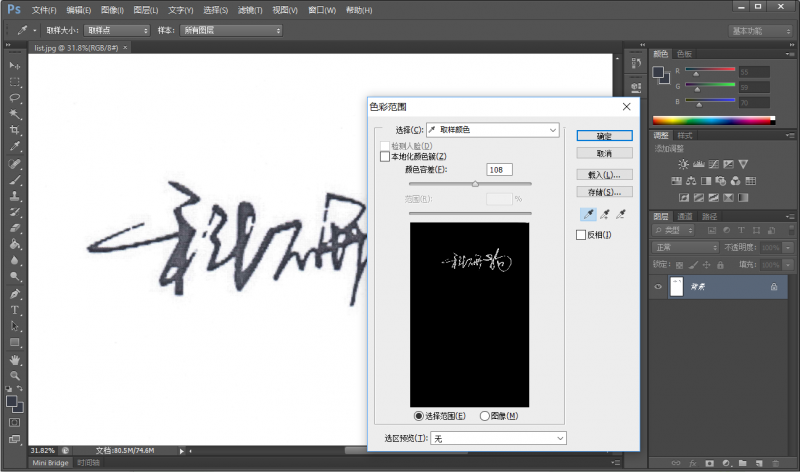 Ps 文件(F) 编辑(E) 图像(I) 图层(L) 文字(Y) 选择(S) 滤镜(T) 视图(V) 窗口(W) 帮助(H)
取样大小: 取样点 样本: 所有图层 基本功能
list.jpg @ 31.8%(RGB/8#) ×
颜色 色板
R 55
G 59
B 70
调整 样式
添加调整
图层 通道 路径
类型
正常 不透明度: 100%
锁定: 填充: 100%
背景
色彩范围
选择(C): 取样颜色
检测人脸(D)
本地化颜色簇(Z)
颜色容差(F): 108
范围(R): %
选择范围(E) 图像(M)
选区预览(T): 无
确定
取消
载入(L)...
存储(S)...
反相(I)
T
31.82% 文档:80.5M/74.6M
Mini Bridge 时间轴